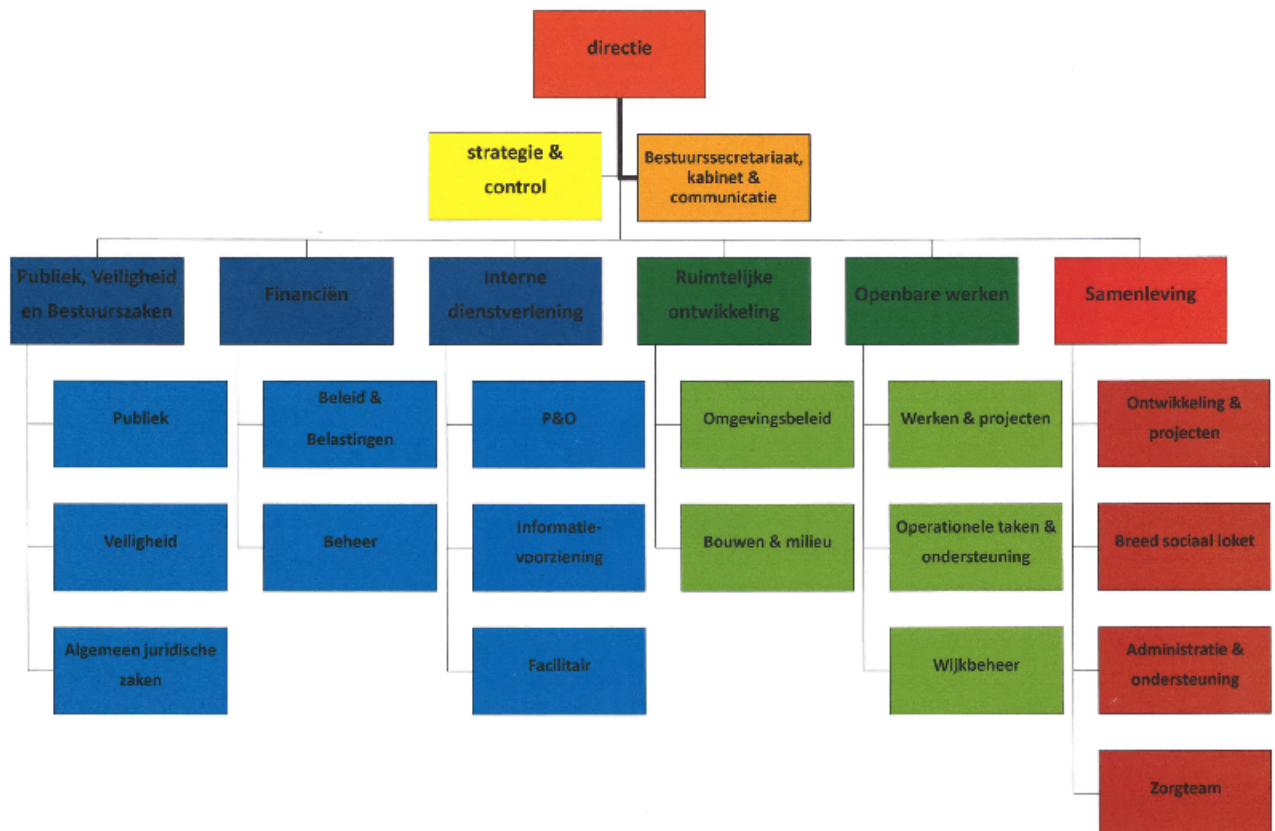 directie
strategie &
control
Bestuurssecretariaat,
kabinet &
communicatie
Publiek, Veiligheid
en Bestuurszaken
Financiën
Interne
dienstverlening
Ruimtelijke
ontwikkeling
Openbare werken
Samenleving
Publiek
Beleid &
Belastingen
P&O
Omgevingsbeleid
Werken & projecten
Ontwikkeling &
projecten
Veiligheid
Beheer
Informatie-
voorziening
Bouwen & milieu
Operationele taken &
ondersteuning
Breed sociaal loket
Algemeen juridische
zaken
Facilitair
Wijkbeheer
Administratie &
ondersteuning
Zorgteam